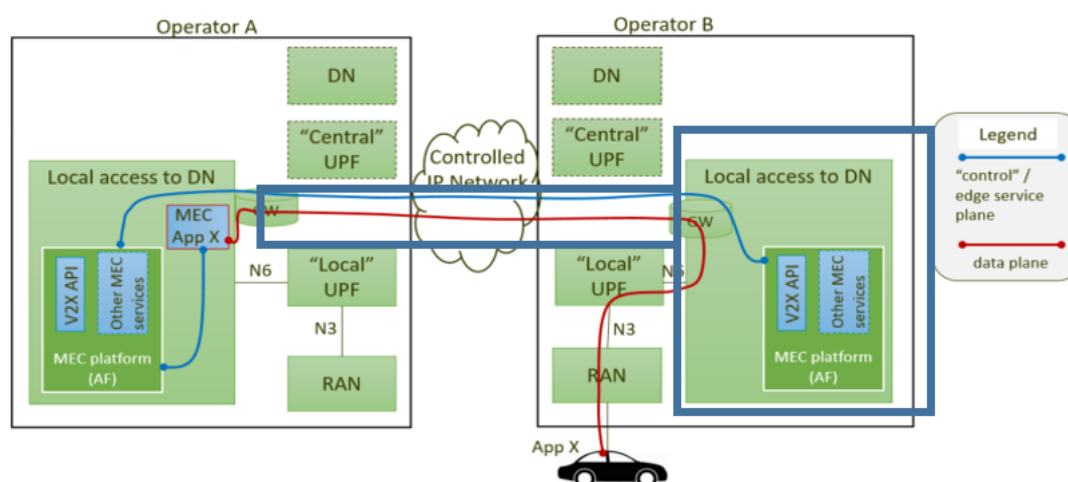 Operator A
DN
"Central"
UPF
Local access to DN
GW
MEC
App X
V2X API
Other MEC
services
MEC platform
(AF)
N6
"Local"
UPF
N3
RAN
Controlled
IP Network
Operator B
DN
"Central"
UPF
Local access to DN
GW
"Local"
UPF
N6
N3
RAN
App X
V2X API
Other MEC
services
MEC platform
(AF)
Legend
"control" /
edge service
plane
data plane